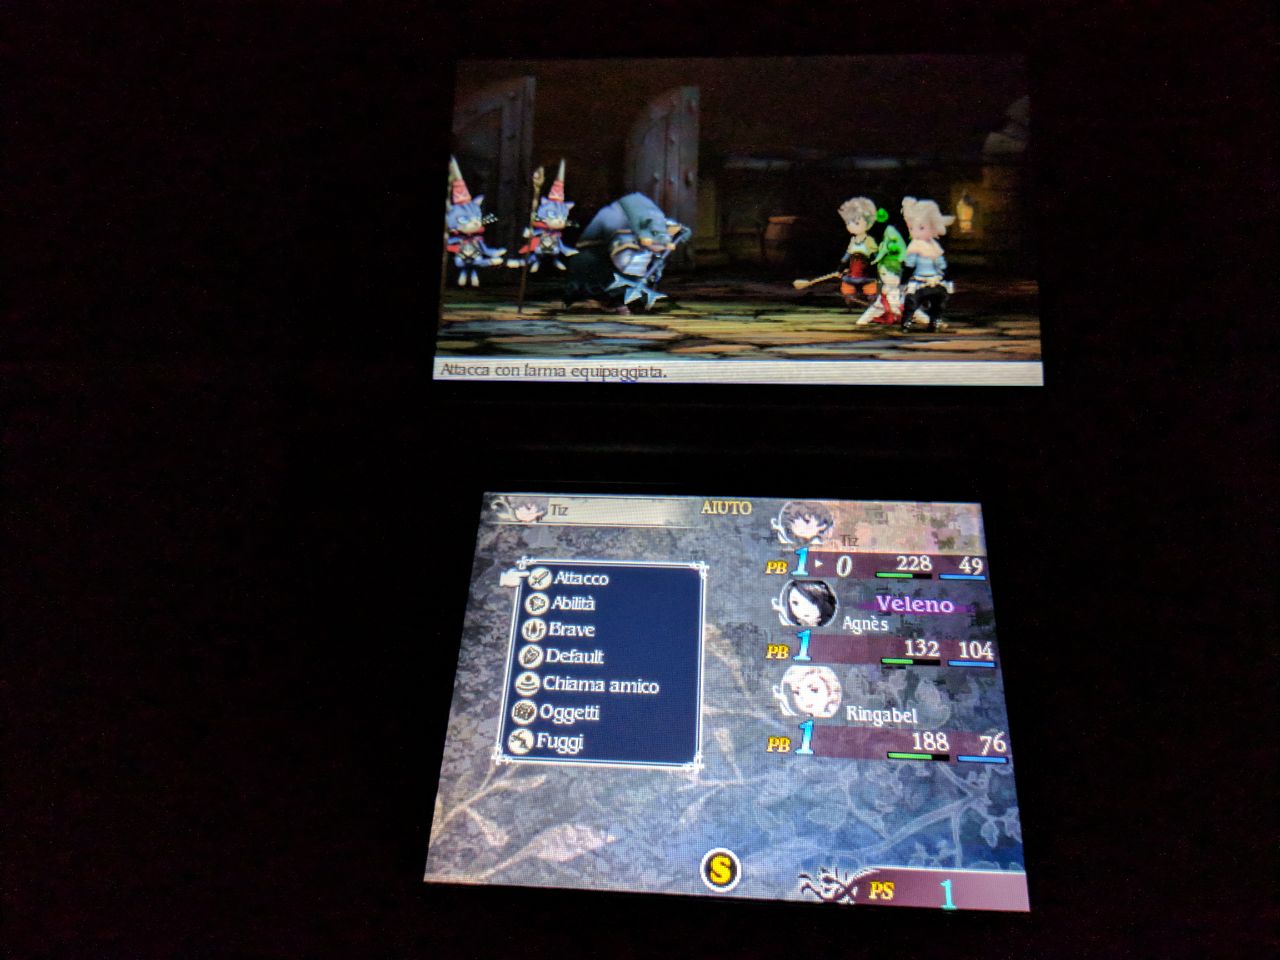 Attacca con l'arma equipaggiata.
Tiz
AIUTO
Attacco
Abilità
Brave
Default
Chiama amico
Oggetti
Fuggi
Tiz
PB 1 ▸ 0 228 49
Veleno
Agnès
PB 1 132 104
Ringabel
PB 1 188 76
S
PS 1